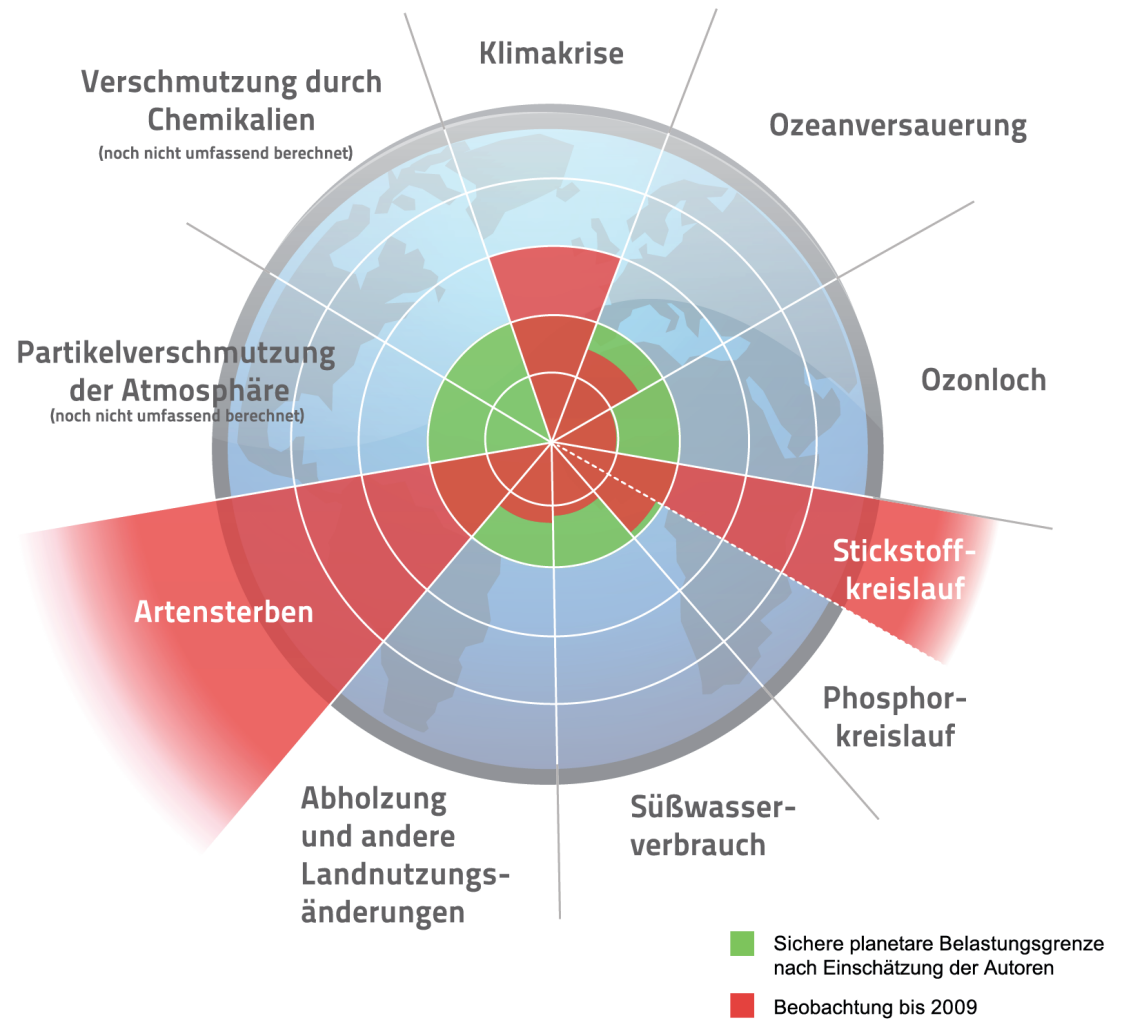 Klimakrise
Verschmutzung durch
Chemikalien
(noch nicht umfassend berechnet)
Ozeanversauerung
Partikelverschmutzung
der Atmosphäre
(noch nicht umfassend berechnet)
Ozonloch
Stickstoff-
kreislauf
Artensterben
Phosphor-
kreislauf
Abholzung
und andere
Landnutzungs-
änderungen
Süßwasser-
verbrauch
Sichere planetare Belastungsgrenze
nach Einschätzung der Autoren
Beobachtung bis 2009